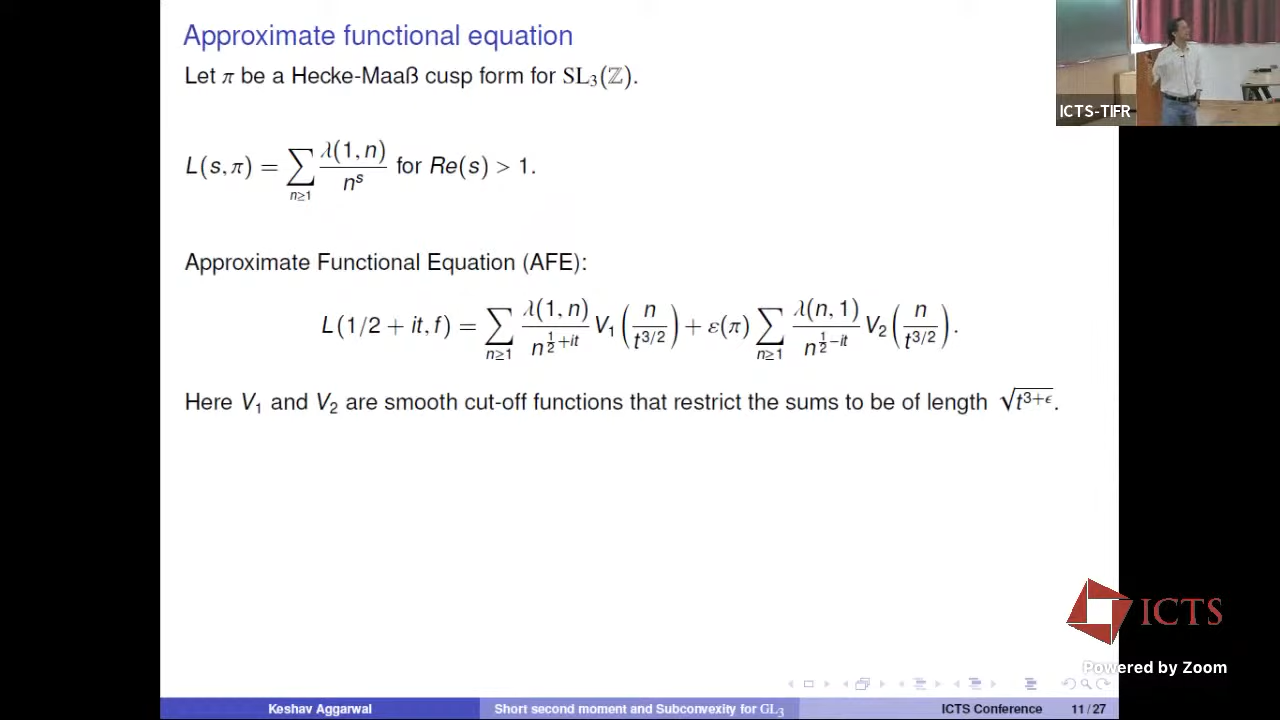 Approximate functional equation
Let π be a Hecke-Maaß cusp form for SL₃(ℤ).
L(s, π) = ∑_{n≥1} λ(1, n) / n^s for Re(s) > 1.
Approximate Functional Equation (AFE):
L(1/2 + it, f) = ∑_{n≥1} λ(1, n) / n^{1/2+it} V₁(n / t^{3/2}) + ε(π) ∑_{n≥1} λ(n, 1) / n^{1/2−it} V₂(n / t^{3/2}).
Here V₁ and V₂ are smooth cut-off functions that restrict the sums to be of length √t^{3+ϵ}.
ICTS-TIFR
ICTS
Powered by Zoom
Keshav Aggarwal Short second moment and Subconvexity for GL₃ ICTS Conference 11/27